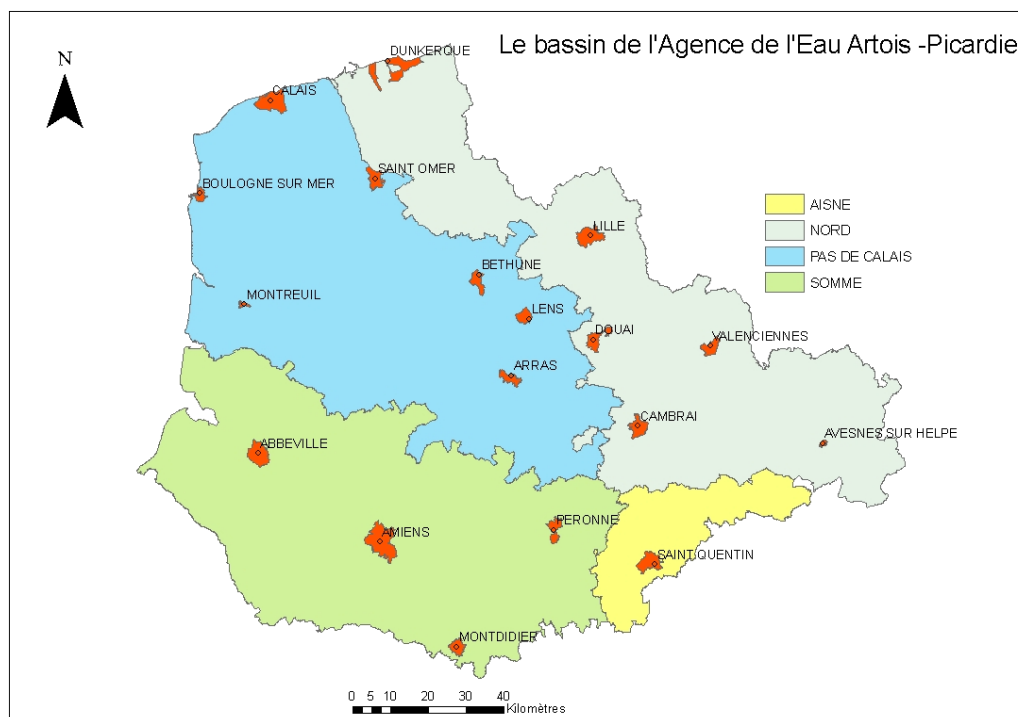 Le bassin de l'Agence de l'Eau Artois -Picardie
N
DUNKERQUE
CALAIS
SAINT OMER
BOULOGNE SUR MER
AISNE
NORD
PAS DE CALAIS
SOMME
LILLE
BETHUNE
MONTREUIL
LENS
DOUAI
VALENCIENNES
ARRAS
CAMBRAI
AVESNES SUR HELPE
ABBEVILLE
PERONNE
AMIENS
SAINT QUENTIN
MONTDIDIER
0 5 10 20 30 40
Kilomètres